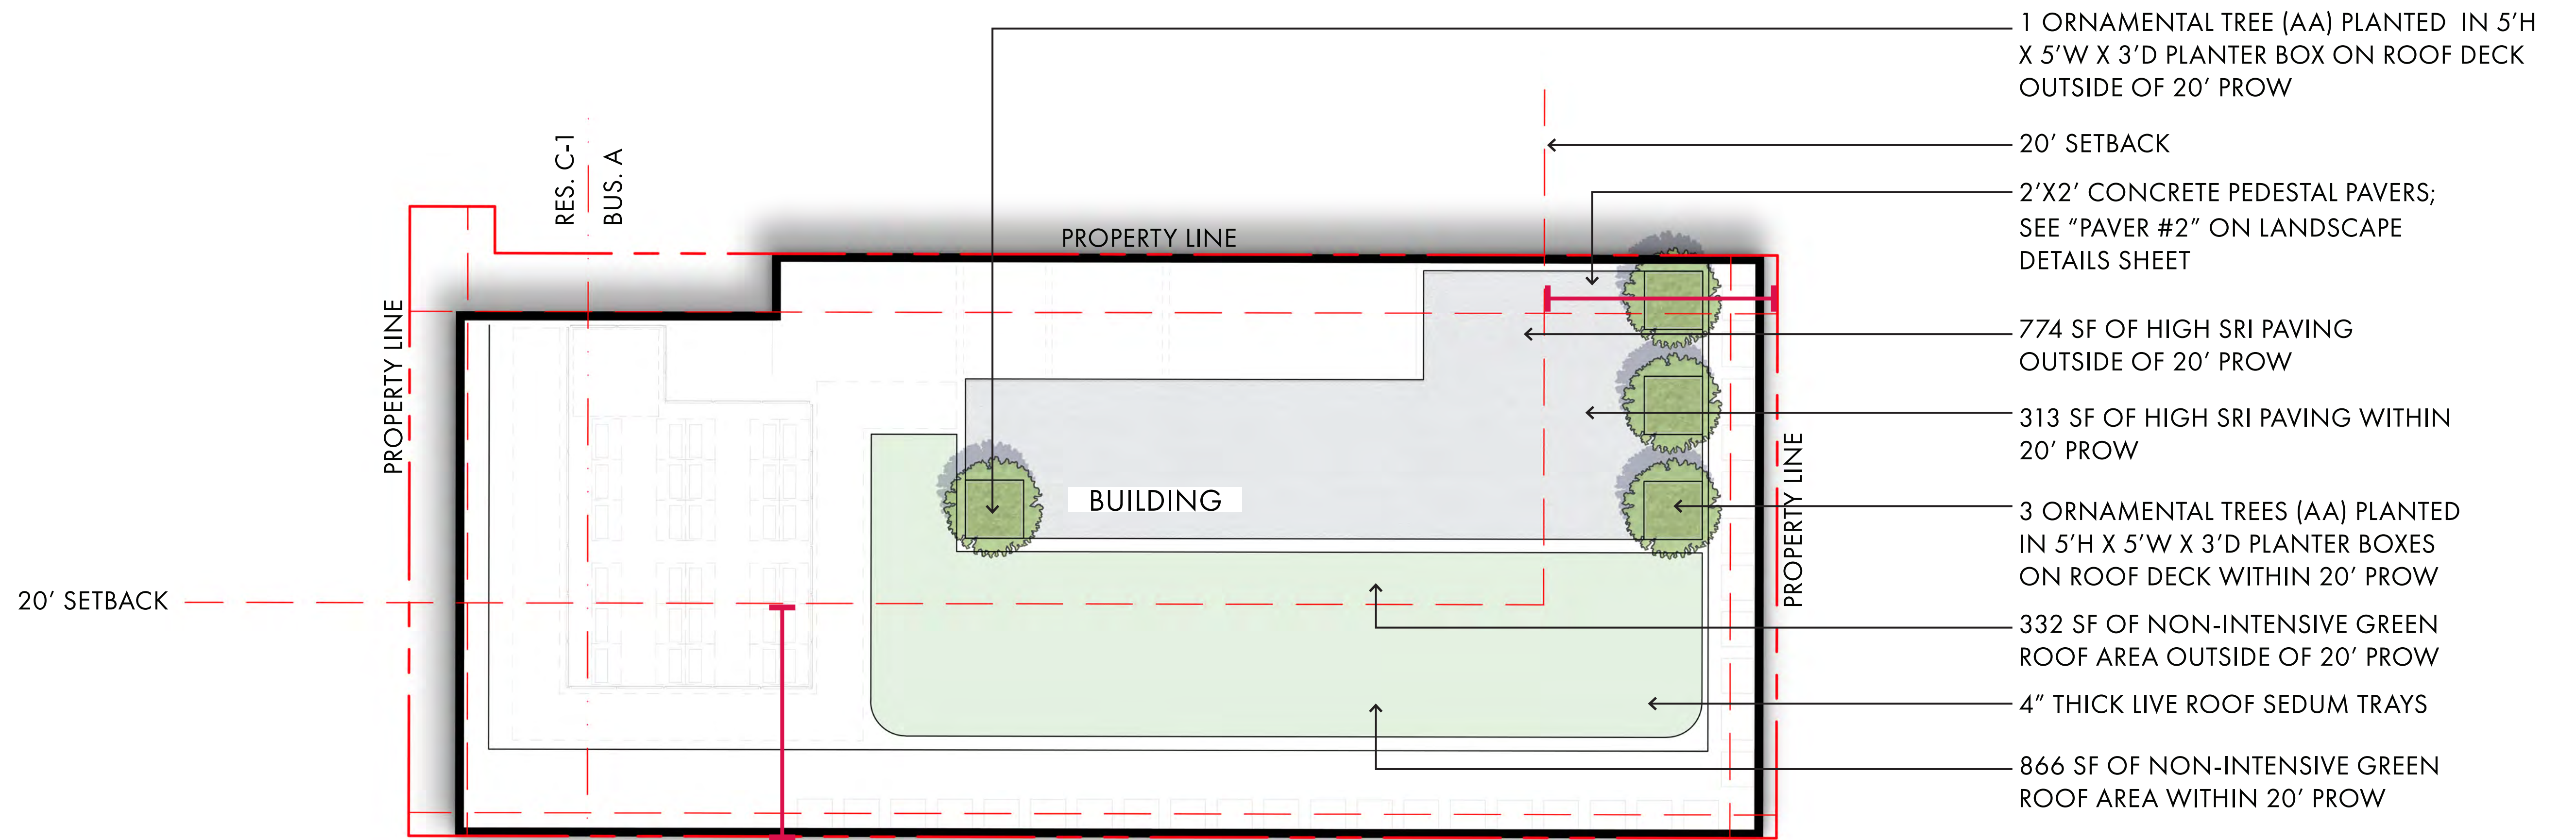 1 ORNAMENTAL TREE (AA) PLANTED IN 5'H
X 5'W X 3'D PLANTER BOX ON ROOF DECK
OUTSIDE OF 20' PROW
20' SETBACK
2'X2' CONCRETE PEDESTAL PAVERS;
SEE "PAVER #2" ON LANDSCAPE
DETAILS SHEET
774 SF OF HIGH SRI PAVING
OUTSIDE OF 20' PROW
313 SF OF HIGH SRI PAVING WITHIN
20' PROW
3 ORNAMENTAL TREES (AA) PLANTED
IN 5'H X 5'W X 3'D PLANTER BOXES
ON ROOF DECK WITHIN 20' PROW
332 SF OF NON-INTENSIVE GREEN
ROOF AREA OUTSIDE OF 20' PROW
4" THICK LIVE ROOF SEDUM TRAYS
866 SF OF NON-INTENSIVE GREEN
ROOF AREA WITHIN 20' PROW
RES. C-1
BUS. A
PROPERTY LINE
PROPERTY LINE
BUILDING
PROPERTY LINE
20' SETBACK